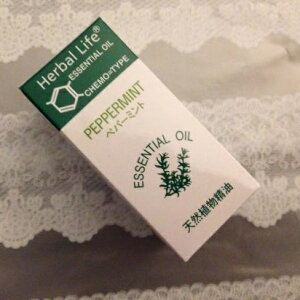 Herbal Life®
ESSENTIAL OIL
CHEMO-TYPE
PEPPERMINT
ペパーミント
ESSENTIAL OIL
天然植物精油